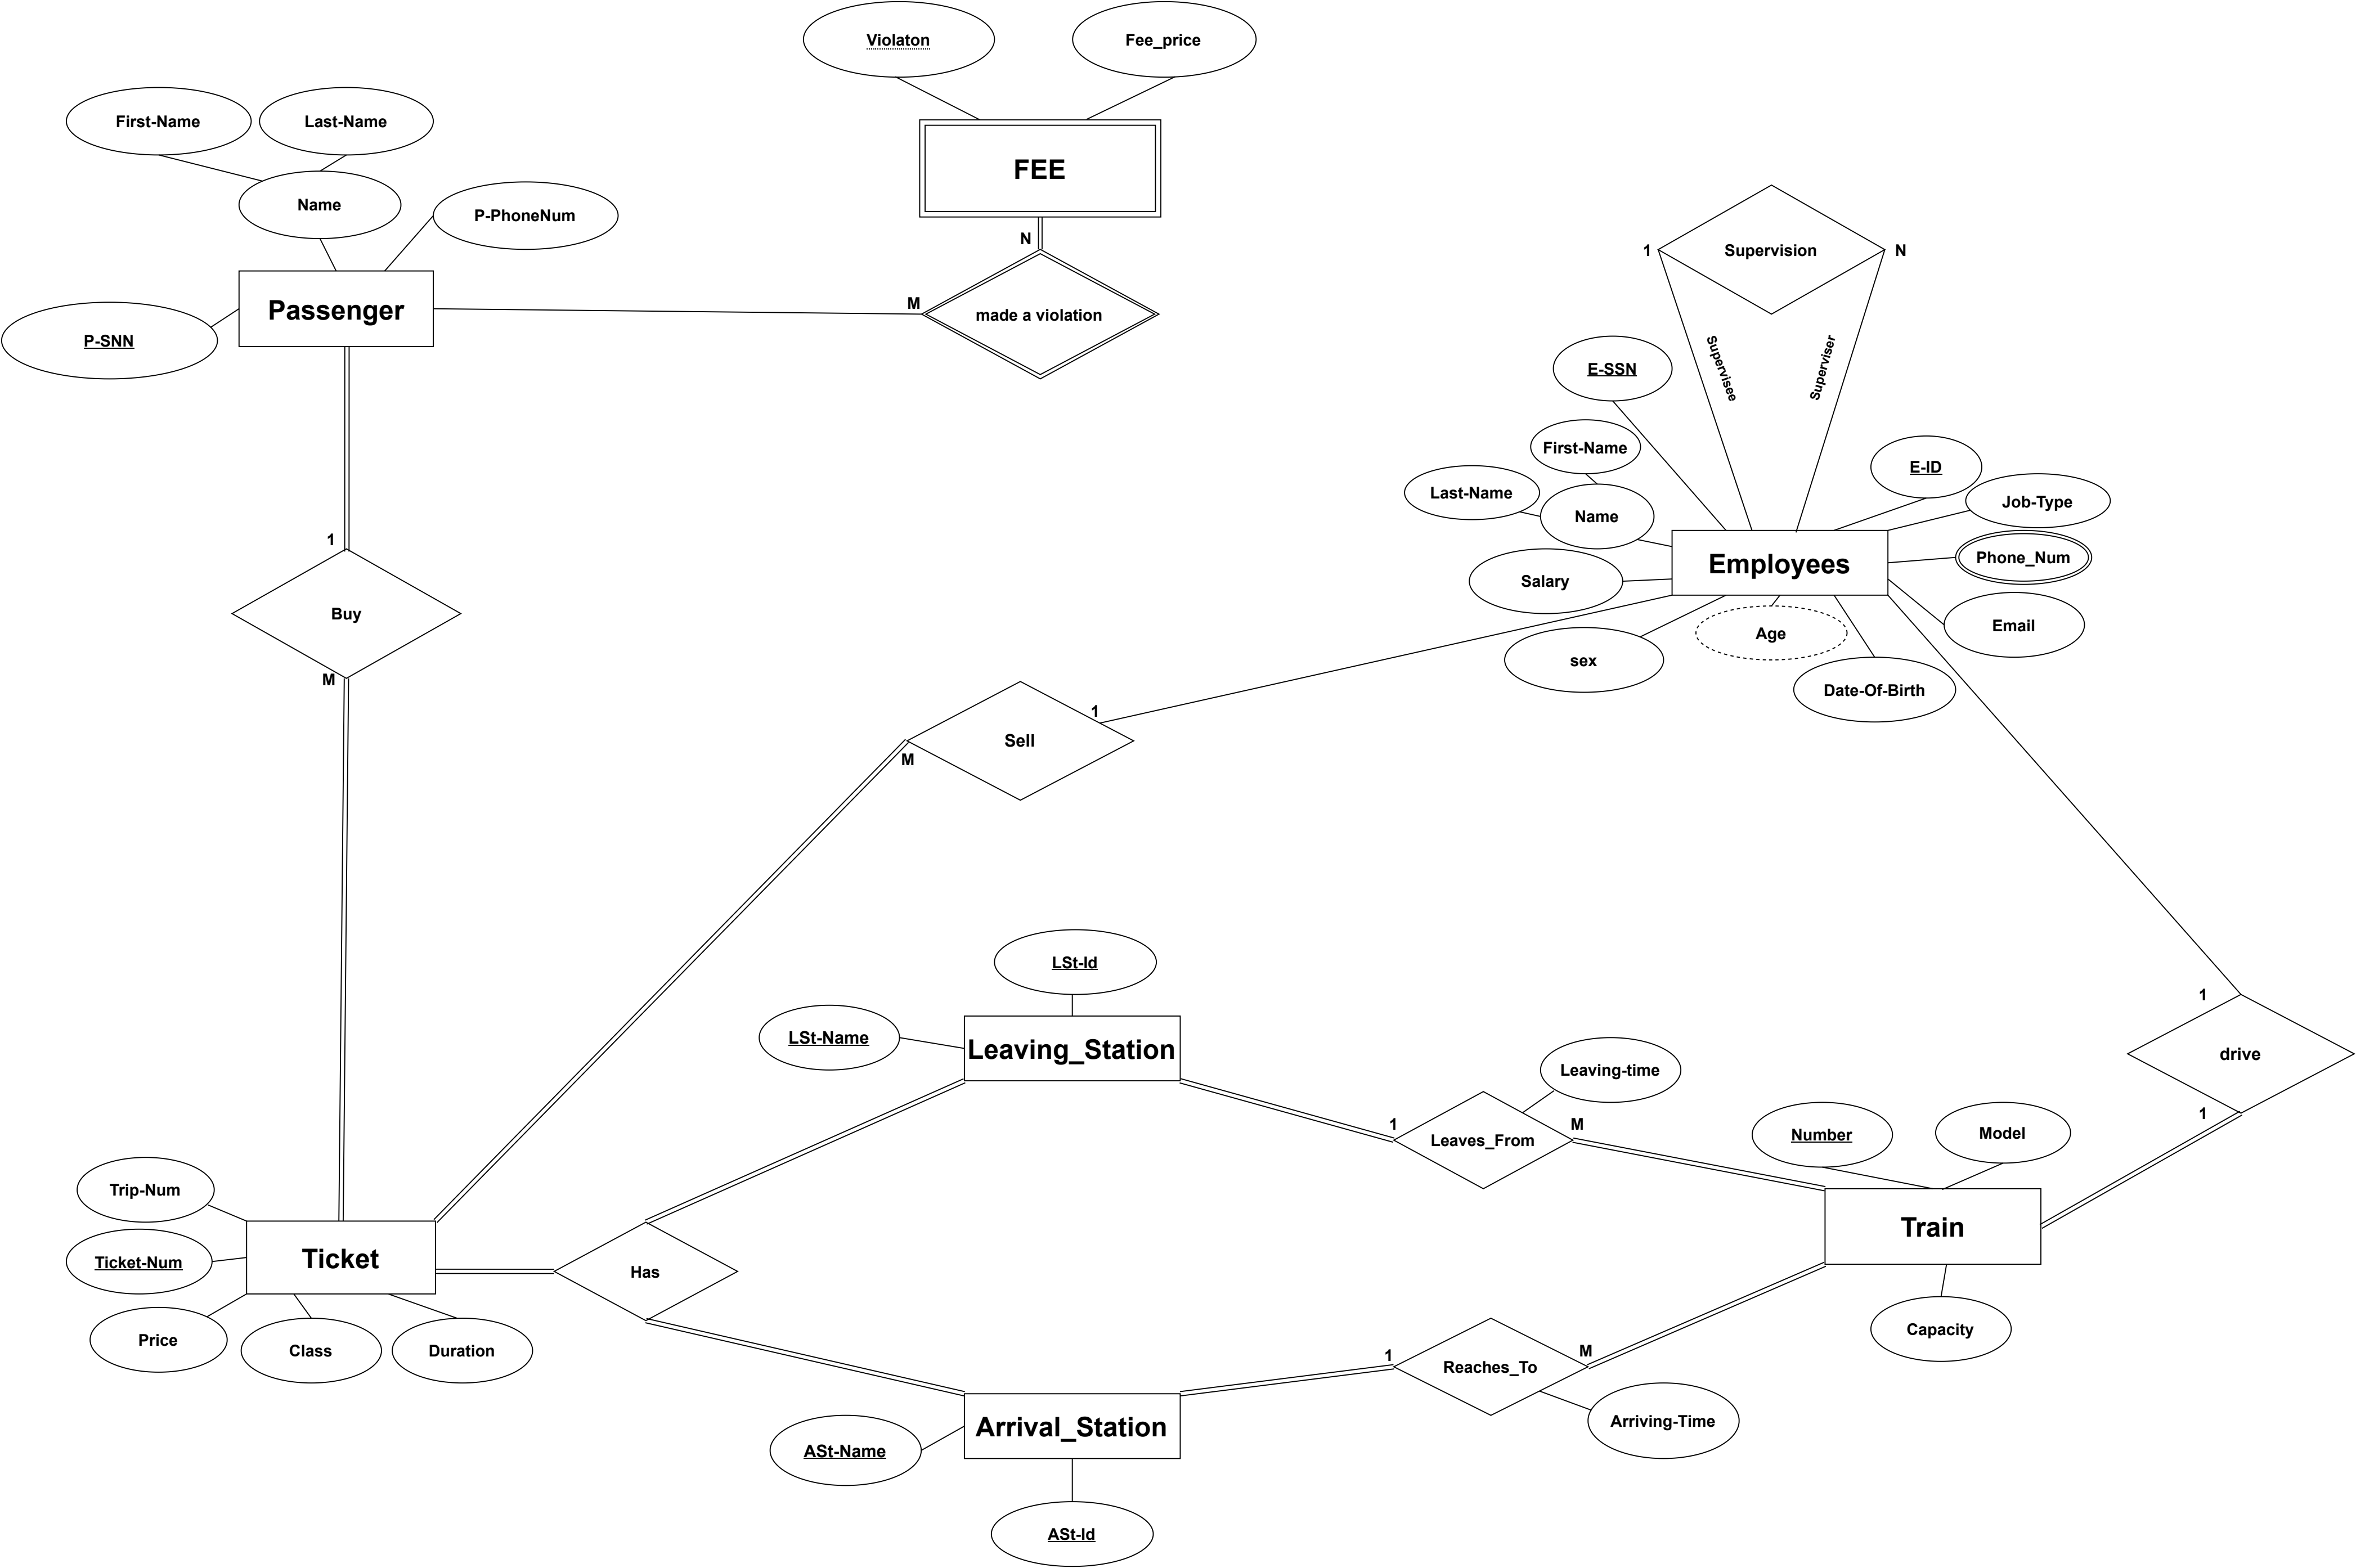 Violaton
Fee_price
First-Name
Last-Name
FEE
Name
P-PhoneNum
N
Supervision
1
N
Passenger
M
made a violation
P-SNN
Supervisee
Superviser
E-SSN
First-Name
E-ID
Last-Name
Name
Job-Type
1
Employees
Phone_Num
Salary
Buy
Age
Email
sex
M
Date-Of-Birth
1
Sell
M
LSt-Id
1
LSt-Name
Leaving_Station
drive
Leaving-time
1
M
1
Leaves_From
Number
Model
Trip-Num
Train
Ticket
Ticket-Num
Has
Price
Class
Duration
1
M
Reaches_To
Capacity
Arrival_Station
Arriving-Time
ASt-Name
ASt-Id